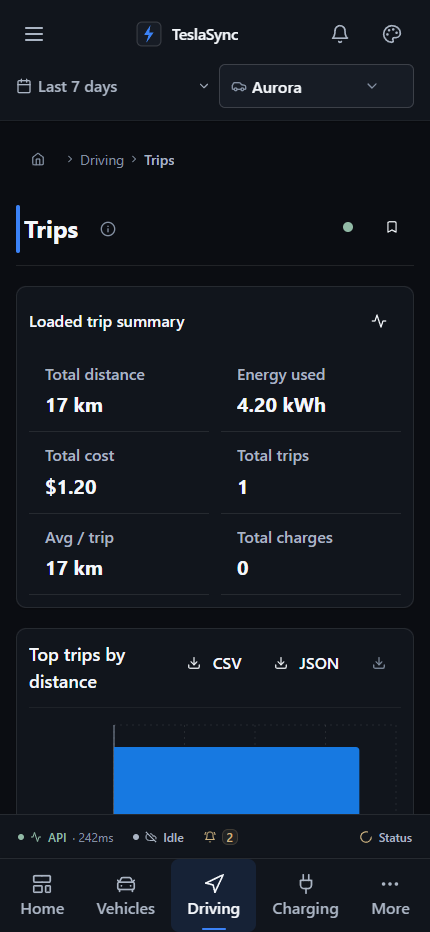 TeslaSync
Last 7 days
Aurora
Driving
Trips
Trips
Loaded trip summary
Total distance
17 km
Energy used
4.20 kWh
Total cost
$1.20
Total trips
1
Avg / trip
17 km
Total charges
0
Top trips by
distance
CSV
JSON
API · 242ms
Idle
2
Status
Home
Vehicles
Driving
Charging
More